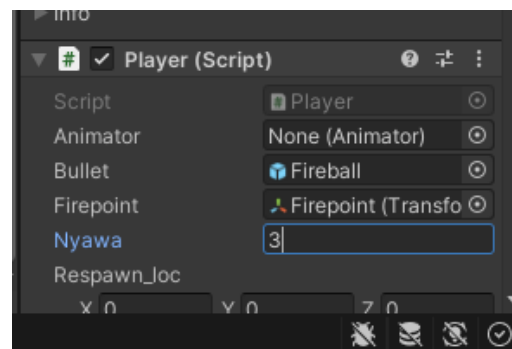 Info
Player (Script)
Script Player
Animator None (Animator)
Bullet Fireball
Firepoint Firepoint (Transfo
Nyawa 3
Respawn_loc
X 0 Y 0 Z 0